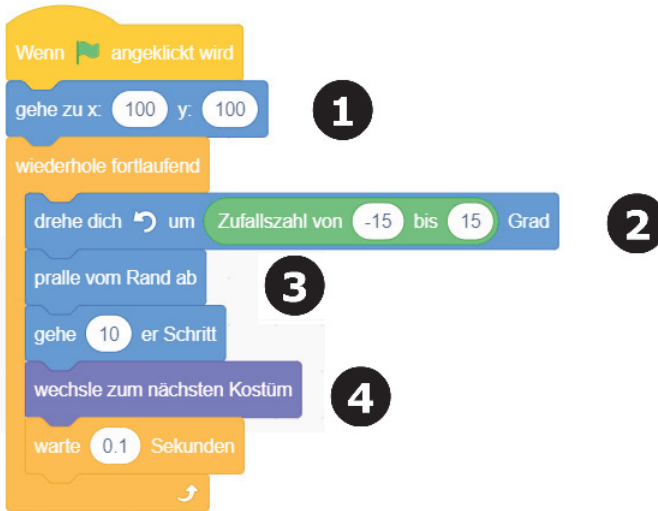 Wenn angeklickt wird
gehe zu x: 100 y: 100 1
wiederhole fortlaufend
drehe dich um Zufallszahl von -15 bis 15 Grad 2
pralle vom Rand ab 3
gehe 10 er Schritt
wechsle zum nächsten Kostüm 4
warte 0.1 Sekunden